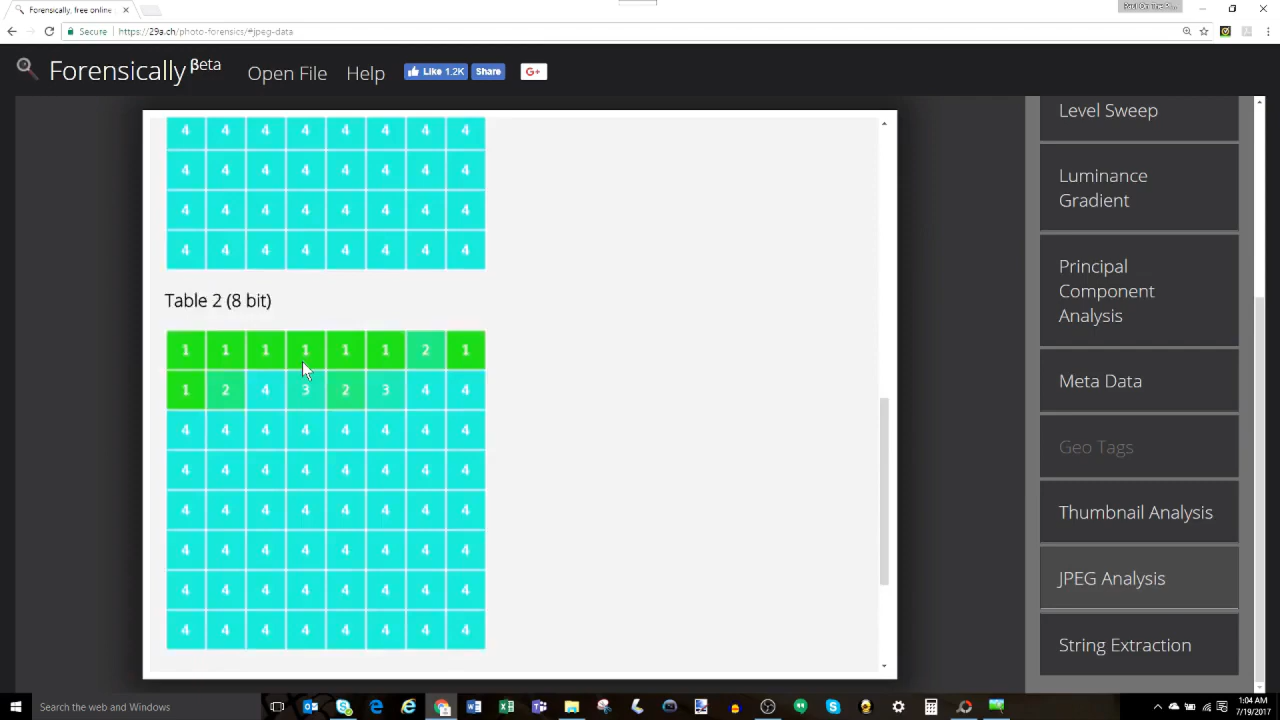 Forensically, free online
https://29a.ch/photo-forensics/#jpeg-data
Secure
Forensically βeta
Open File
Help
Like 1.2K
Share
G+
4 4 4 4 4 4 4 4
4 4 4 4 4 4 4 4
4 4 4 4 4 4 4 4
4 4 4 4 4 4 4 4
Table 2 (8 bit)
1 1 1 1 1 1 2 1
1 2 4 3 2 3 4 4
4 4 4 4 4 4 4 4
4 4 4 4 4 4 4 4
4 4 4 4 4 4 4 4
4 4 4 4 4 4 4 4
4 4 4 4 4 4 4 4
4 4 4 4 4 4 4 4
Level Sweep
Luminance
Gradient
Principal
Component
Analysis
Meta Data
Geo Tags
Thumbnail Analysis
JPEG Analysis
String Extraction
Search the web and Windows
1:04 AM
7/19/2017